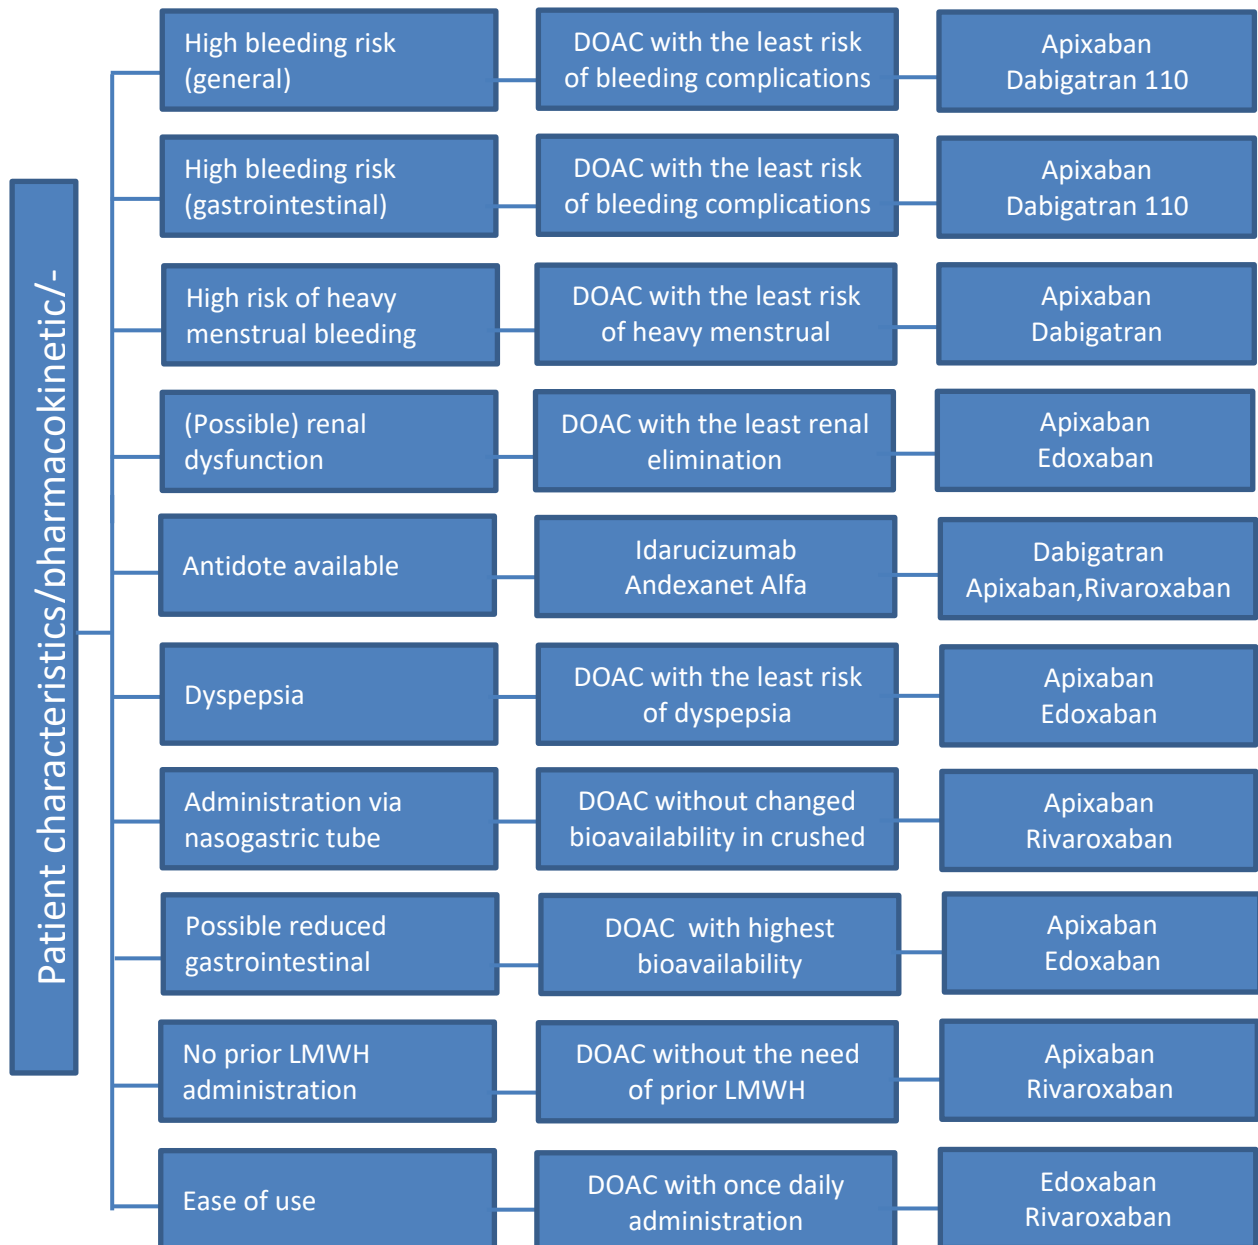 Patient characteristics/pharmacokinetic/-
High bleeding risk
(general)
DOAC with the least risk
of bleeding complications
Apixaban
Dabigatran 110
High bleeding risk
(gastrointestinal)
DOAC with the least risk
of bleeding complications
Apixaban
Dabigatran 110
High risk of heavy
menstrual bleeding
DOAC with the least risk
of heavy menstrual
Apixaban
Dabigatran
(Possible) renal
dysfunction
DOAC with the least renal
elimination
Apixaban
Edoxaban
Antidote available
Idarucizumab
Andexanet Alfa
Dabigatran
Apixaban,Rivaroxaban
Dyspepsia
DOAC with the least risk
of dyspepsia
Apixaban
Edoxaban
Administration via
nasogastric tube
DOAC without changed
bioavailability in crushed
Apixaban
Rivaroxaban
Possible reduced
gastrointestinal
DOAC with highest
bioavailability
Apixaban
Edoxaban
No prior LMWH
administration
DOAC without the need
of prior LMWH
Apixaban
Rivaroxaban
Ease of use
DOAC with once daily
administration
Edoxaban
Rivaroxaban